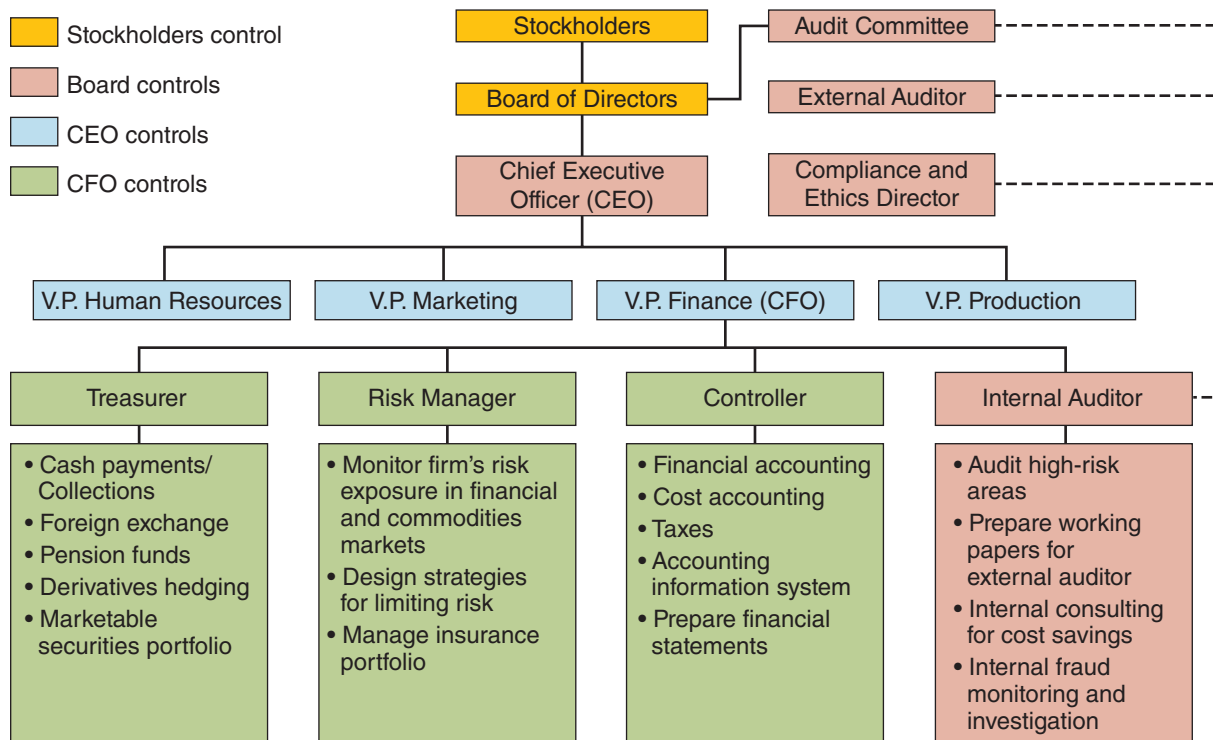 Stockholders control
Board controls
CEO controls
CFO controls
Stockholders
Board of Directors
Chief Executive
Officer (CEO)
Audit Committee
External Auditor
Compliance and
Ethics Director
V.P. Human Resources
V.P. Marketing
V.P. Finance (CFO)
V.P. Production
Treasurer
• Cash payments/
Collections
• Foreign exchange
• Pension funds
• Derivatives hedging
• Marketable
securities portfolio
Risk Manager
• Monitor firm's risk
exposure in financial
and commodities
markets
• Design strategies
for limiting risk
• Manage insurance
portfolio
Controller
• Financial accounting
• Cost accounting
• Taxes
• Accounting
information system
• Prepare financial
statements
Internal Auditor
• Audit high-risk
areas
• Prepare working
papers for
external auditor
• Internal consulting
for cost savings
• Internal fraud
monitoring and
investigation